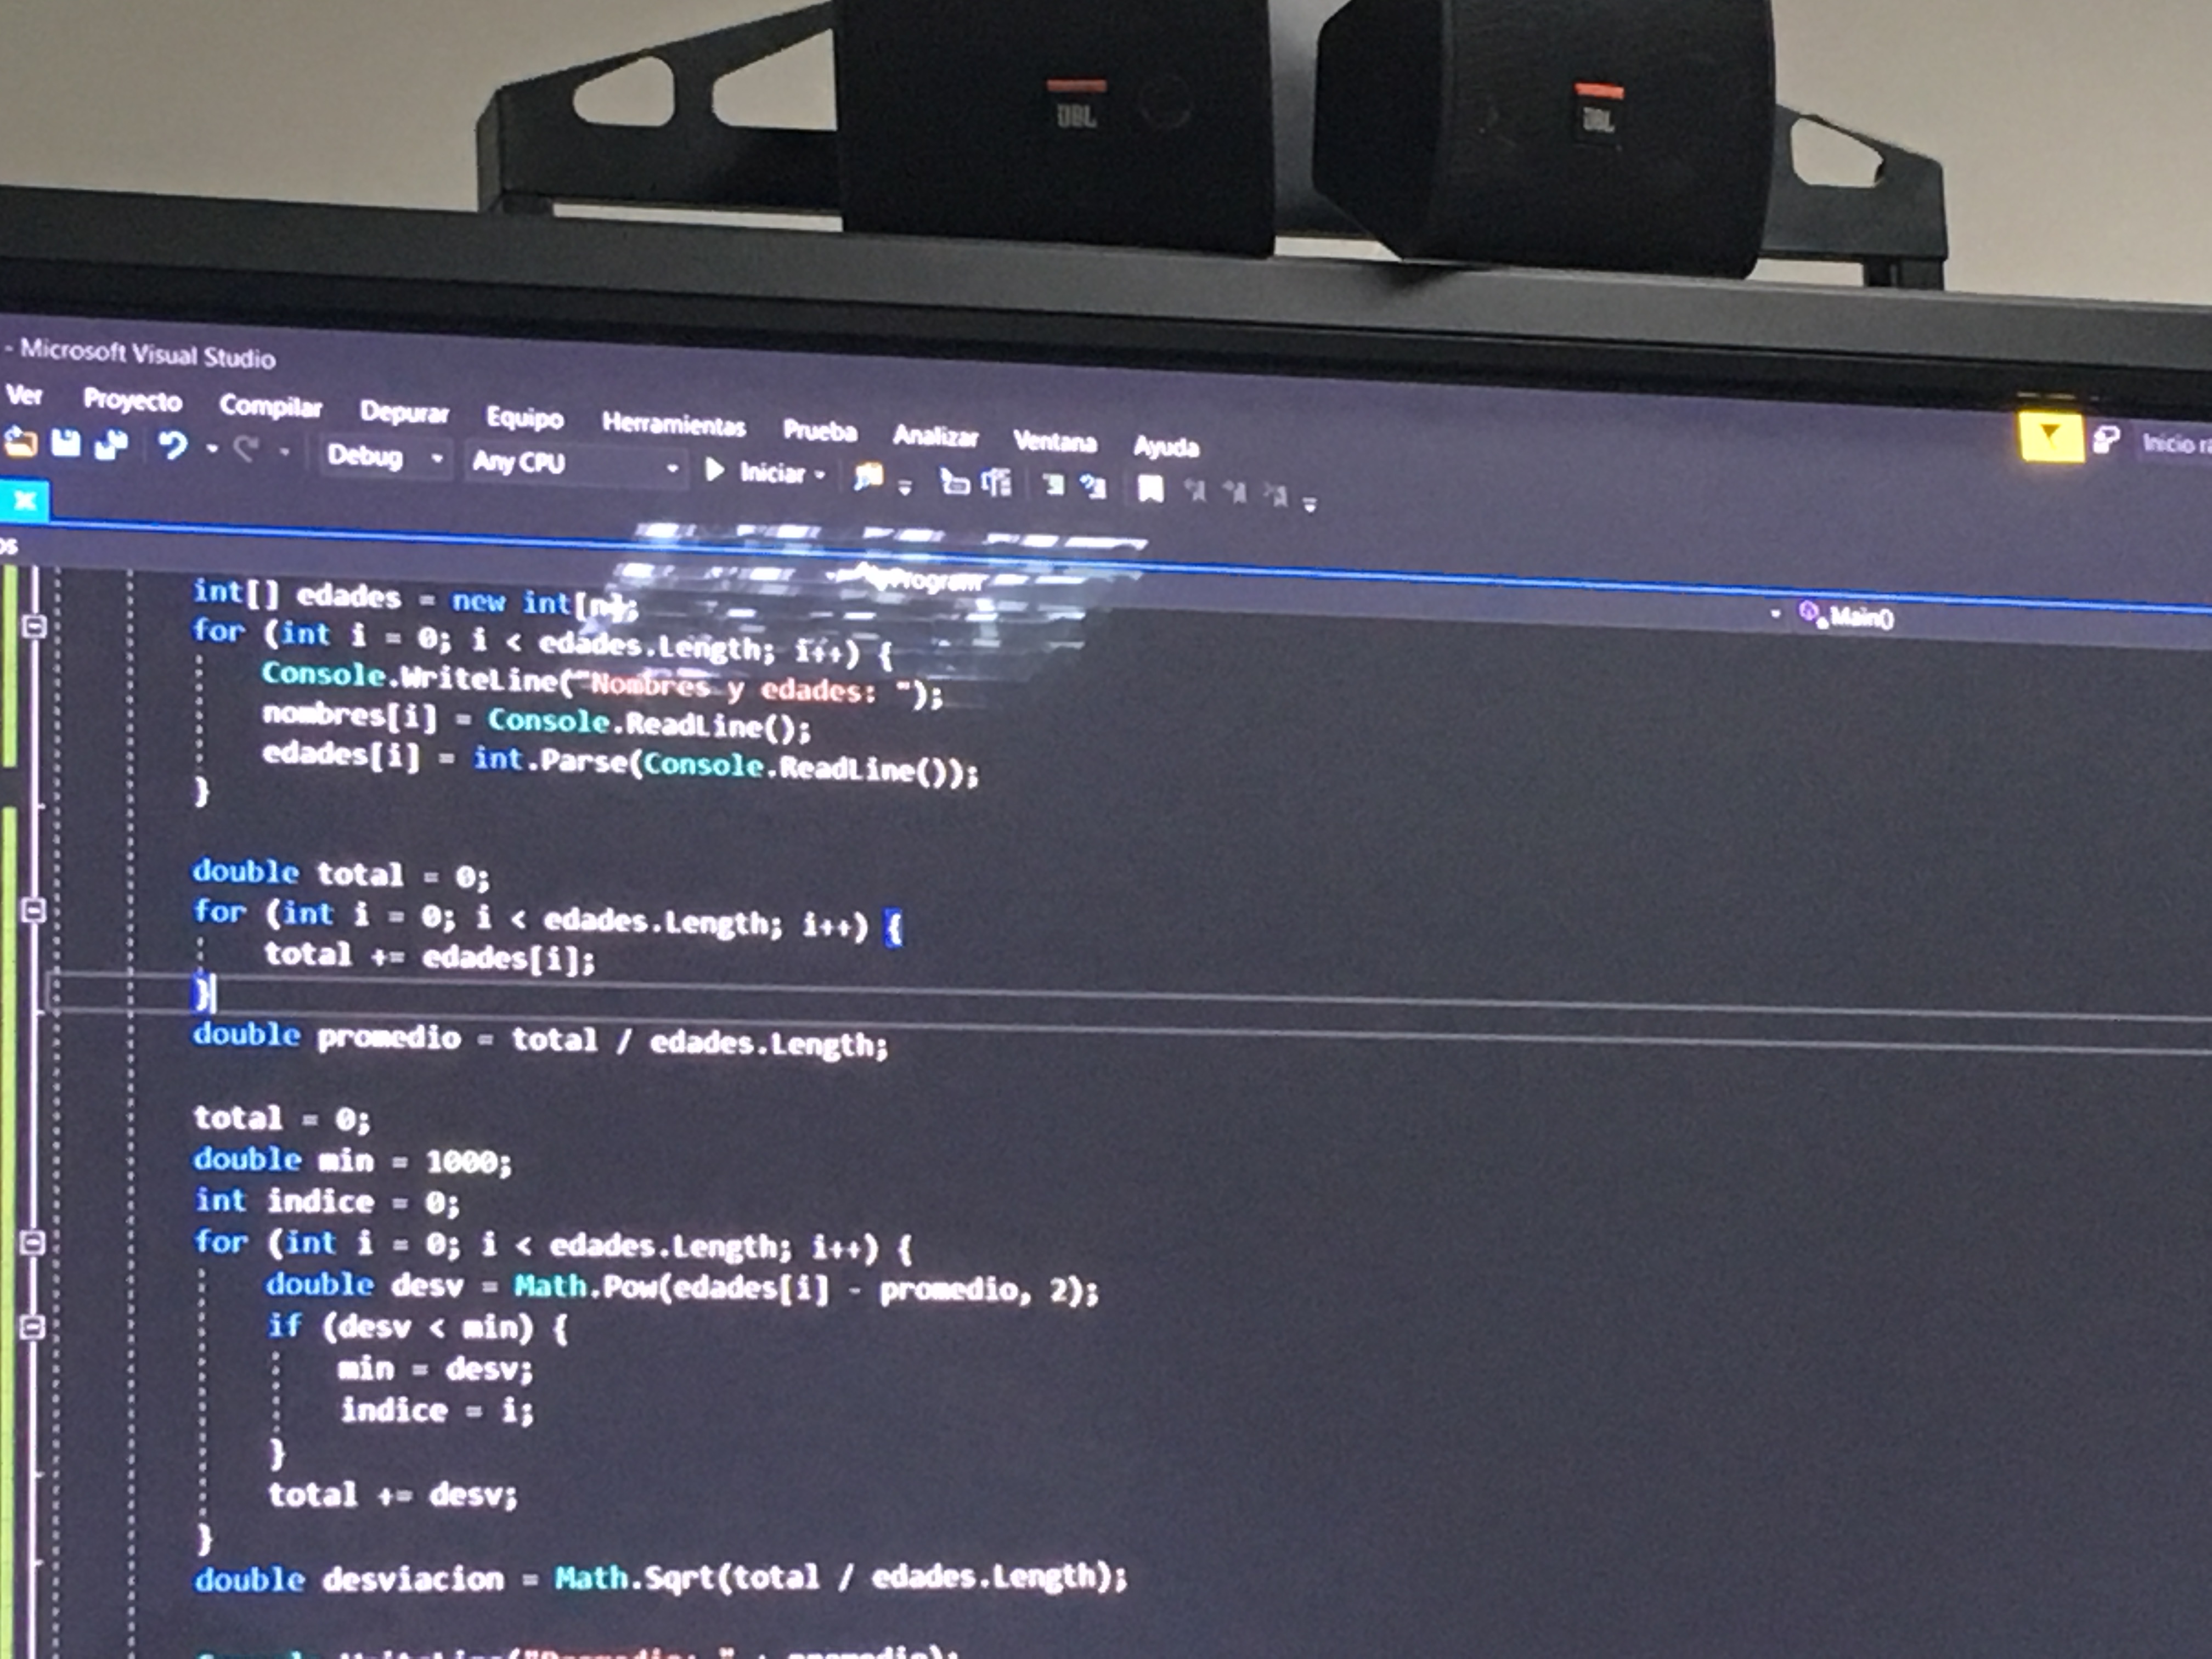 JBL JBL
- Microsoft Visual Studio
Ver Proyecto Compilar Depurar Equipo Herramientas Prueba Analizar Ventana Ayuda
Debug Any CPU Iniciar
Inicio
Program
Main()
int[] edades = new int[n];
for (int i = 0; i < edades.Length; i++) {
Console.WriteLine("Nombres y edades: ");
nombres[i] = Console.ReadLine();
edades[i] = int.Parse(Console.ReadLine());
}
double total = 0;
for (int i = 0; i < edades.Length; i++) {
total += edades[i];
}
double promedio = total / edades.Length;
total = 0;
double min = 1000;
int indice = 0;
for (int i = 0; i < edades.Length; i++) {
double desv = Math.Pow(edades[i] - promedio, 2);
if (desv < min) {
min = desv;
indice = i;
}
total += desv;
}
double desviacion = Math.Sqrt(total / edades.Length);